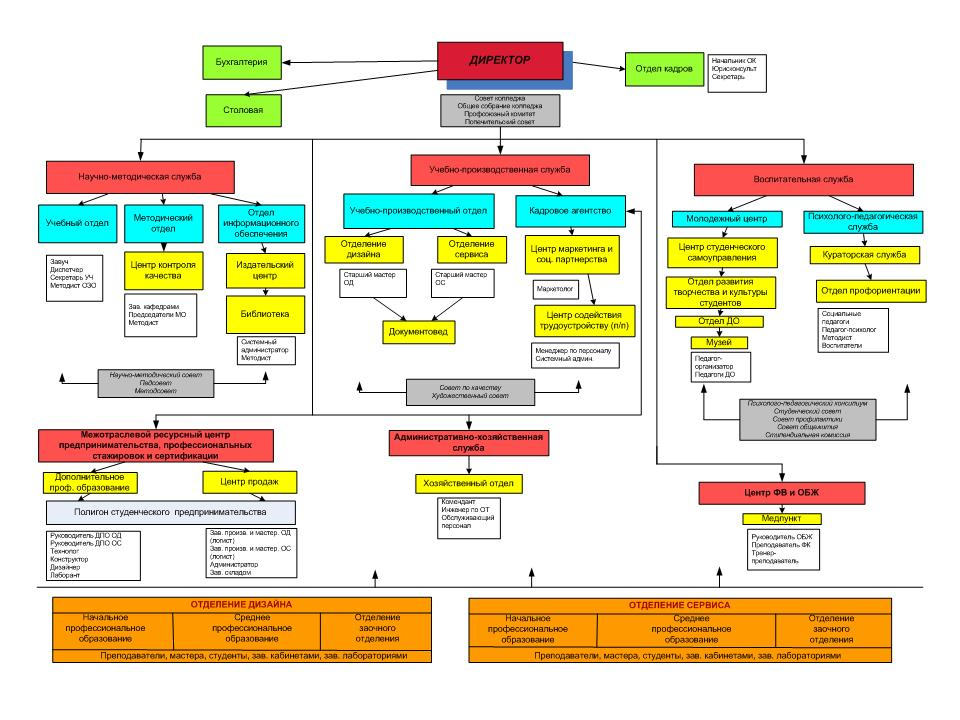 ДИРЕКТОР
Бухгалтерия
Столовая
Отдел кадров
Начальник ОК
Юрисконсульт
Секретарь
Совет колледжа
Общее собрание колледжа
Профсоюзный комитет
Попечительский совет
Научно-методическая служба
Учебно-производственная служба
Воспитательная служба
Учебный отдел
Методический
отдел
Отдел
информационного
обеспечения
Учебно-производственный отдел
Кадровое агентство
Молодежный центр
Психолого-педагогическая
служба
Завуч
Диспетчер
Секретарь УЧ
Методист ОЗО
Центр контроля
качества
Зав. кафедрами
Председатели МО
Методист
Издательский
центр
Библиотека
Системный
администратор
Методист
Отделение
дизайна
Отделение
сервиса
Старший мастер
ОД
Старший мастер
ОС
Документовед
Центр маркетинга и
соц. партнерства
Маркетолог
Центр содействия
трудоустройству (п/п)
Менеджер по персоналу
Системный админ.
Центр студенческого
самоуправления
Отдел развития
творчества и культуры
студентов
Отдел ДО
Музей
Педагог-
организатор
Педагоги ДО
Кураторская служба
Отдел профориентации
Социальные
педагоги
Педагог-психолог
Методист
Воспитатели
Научно-методический совет
Педсовет
Методсовет
Совет по качеству
Художественный совет
Психолого-педагогический консилиум
Студенческий совет
Совет профилактики
Совет общежития
Стипендиальная комиссия
Межотраслевой ресурсный центр
предпринимательства, профессиональных
стажировок и сертификации
Дополнительное
проф. образование
Центр продаж
Полигон студенческого предпринимательства
Руководитель ДПО ОД
Руководитель ДПО ОС
Технолог
Конструктор
Дизайнер
Лаборант
Зав. произв. и мастер. ОД
(логист)
Зав. произв. и мастер. ОС
(логист)
Администратор
Зав. складом
Административно-хозяйственная
служба
Хозяйственный отдел
Комендант
Инженер по ОТ
Обслуживающий
персонал
Центр ФВ и ОБЖ
Медпункт
Руководитель ОБЖ
Преподаватель ФК
Тренер-
преподаватель
ОТДЕЛЕНИЕ ДИЗАЙНА
Начальное
профессиональное
образование
Среднее
профессиональное
образование
Отделение
заочного
отделения
Преподаватели, мастера, студенты, зав. кабинетами, зав. лабораториями
ОТДЕЛЕНИЕ СЕРВИСА
Начальное
профессиональное
образование
Среднее
профессиональное
образование
Отделение
заочного
отделения
Преподаватели, мастера, студенты, зав. кабинетами, зав. лабораториями